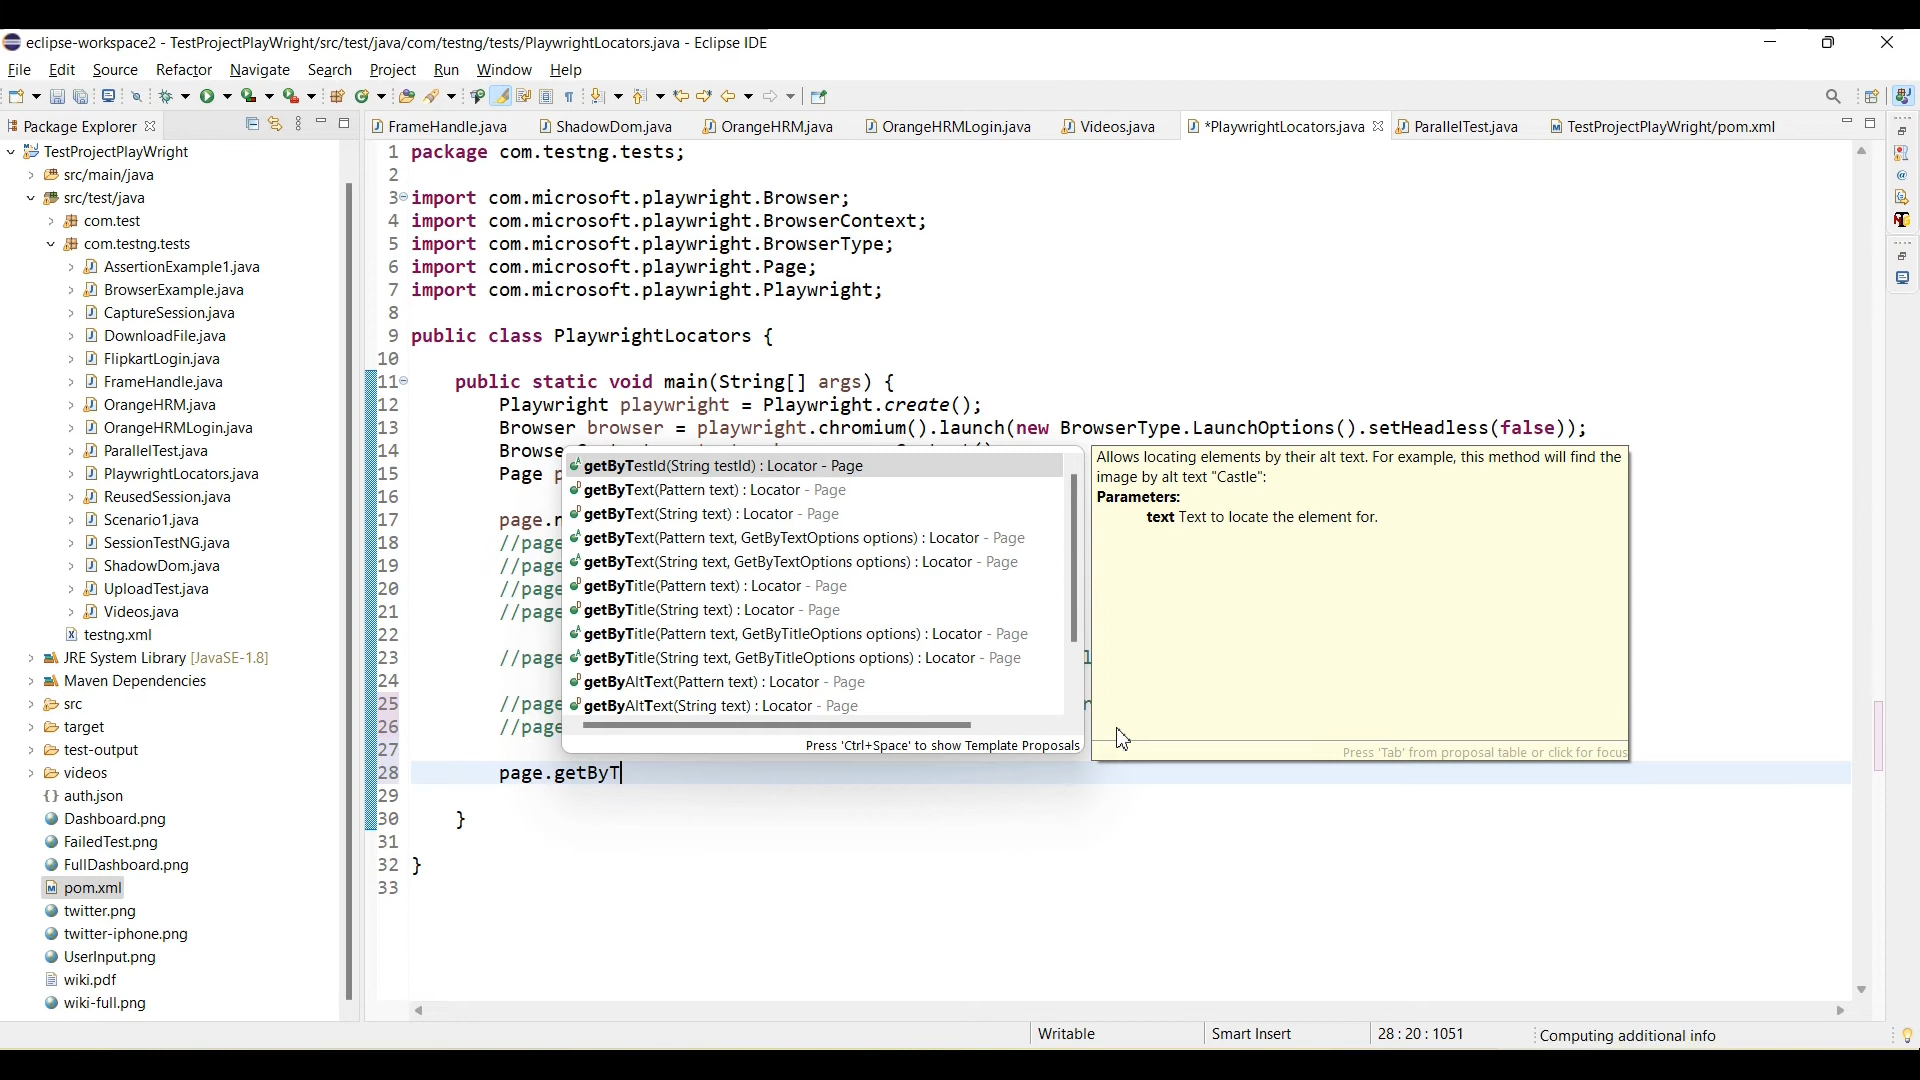 eclipse-workspace2 - TestProjectPlayWright/src/test/java/com/testng/tests/PlaywrightLocators.java - Eclipse IDE
File Edit Source Refactor Navigate Search Project Run Window Help
Package Explorer
FrameHandle.java ShadowDom.java OrangeHRM.java OrangeHRMLogin.java Videos.java *PlaywrightLocators.java ParallelTest.java TestProjectPlayWright/pom.xml
TestProjectPlayWright
src/main/java
src/test/java
com.test
com.testng.tests
AssertionExample1.java
BrowserExample.java
CaptureSession.java
DownloadFile.java
FlipkartLogin.java
FrameHandle.java
OrangeHRM.java
OrangeHRMLogin.java
ParallelTest.java
PlaywrightLocators.java
ReusedSession.java
Scenario1.java
SessionTestNG.java
ShadowDom.java
UploadTest.java
Videos.java
testng.xml
JRE System Library [JavaSE-1.8]
Maven Dependencies
src
target
test-output
videos
auth.json
Dashboard.png
FailedTest.png
FullDashboard.png
pom.xml
twitter.png
twitter-iphone.png
UserInput.png
wiki.pdf
wiki-full.png
1 package com.testng.tests;
2
3 import com.microsoft.playwright.Browser;
4 import com.microsoft.playwright.BrowserContext;
5 import com.microsoft.playwright.BrowserType;
6 import com.microsoft.playwright.Page;
7 import com.microsoft.playwright.Playwright;
8
9 public class PlaywrightLocators {
10
11 public static void main(String[] args) {
12 Playwright playwright = Playwright.create();
13 Browser browser = playwright.chromium().launch(new BrowserType.LaunchOptions().setHeadless(false));
14 Browse
15 Page p
16
17 page.n
18 //page
19 //page
20 //page
21 //page
22
23 //page
24
25 //page
26 //page
27
28 page.getByT
29
30 }
31
32 }
33
getByTestId(String testId) : Locator - Page
getByText(Pattern text) : Locator - Page
getByText(String text) : Locator - Page
getByText(Pattern text, GetByTextOptions options) : Locator - Page
getByText(String text, GetByTextOptions options) : Locator - Page
getByTitle(Pattern text) : Locator - Page
getByTitle(String text) : Locator - Page
getByTitle(Pattern text, GetByTitleOptions options) : Locator - Page
getByTitle(String text, GetByTitleOptions options) : Locator - Page
getByAltText(Pattern text) : Locator - Page
getByAltText(String text) : Locator - Page
Press 'Ctrl+Space' to show Template Proposals
Allows locating elements by their alt text. For example, this method will find the
image by alt text "Castle":
Parameters:
text Text to locate the element for.
Press 'Tab' from proposal table or click for focus
Writable Smart Insert 28 : 20 : 1051 Computing additional info